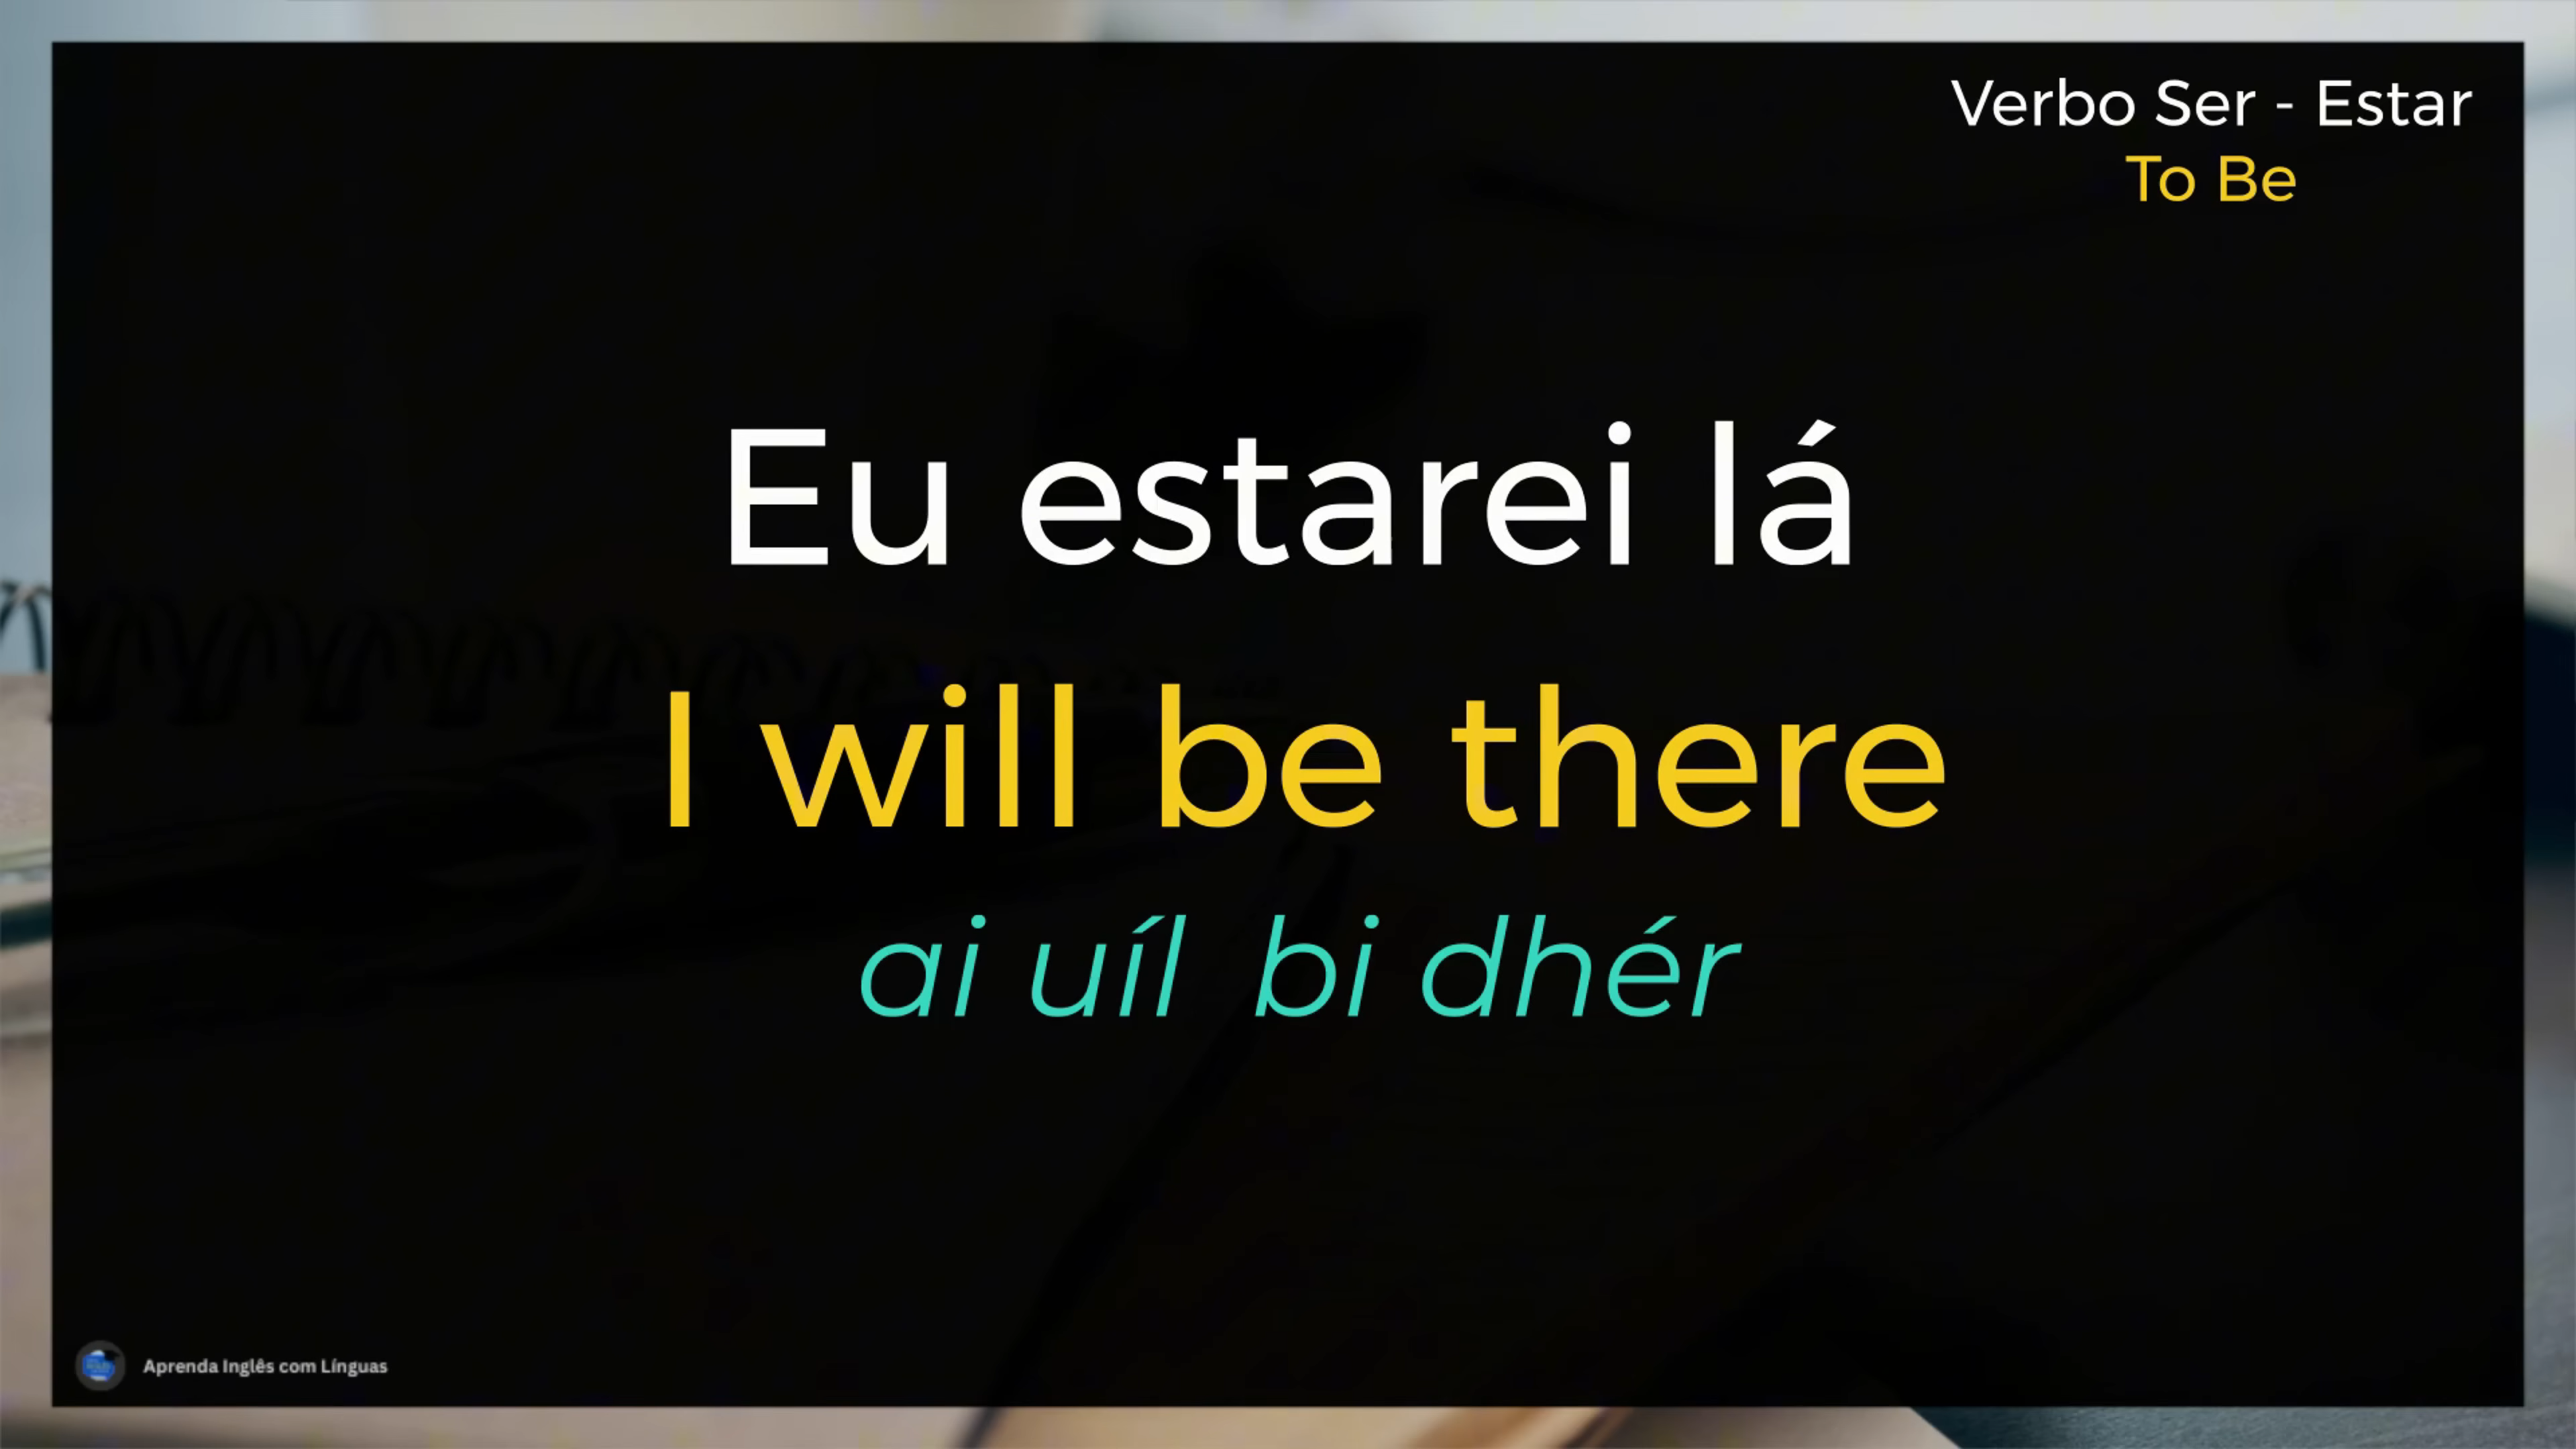 Verbo Ser - Estar
To Be
Eu estarei lá
I will be there
ai uíl bi dhér
Aprenda Inglês com Línguas